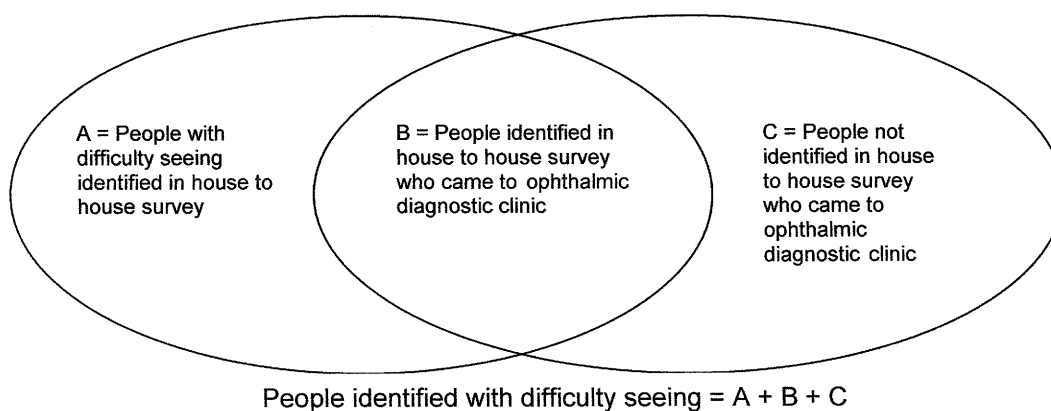 A = People with
difficulty seeing
identified in house to
house survey
B = People identified in
house to house survey
who came to ophthalmic
diagnostic clinic
C = People not
identified in house
to house survey
who came to
ophthalmic
diagnostic clinic
People identified with difficulty seeing = A + B + C